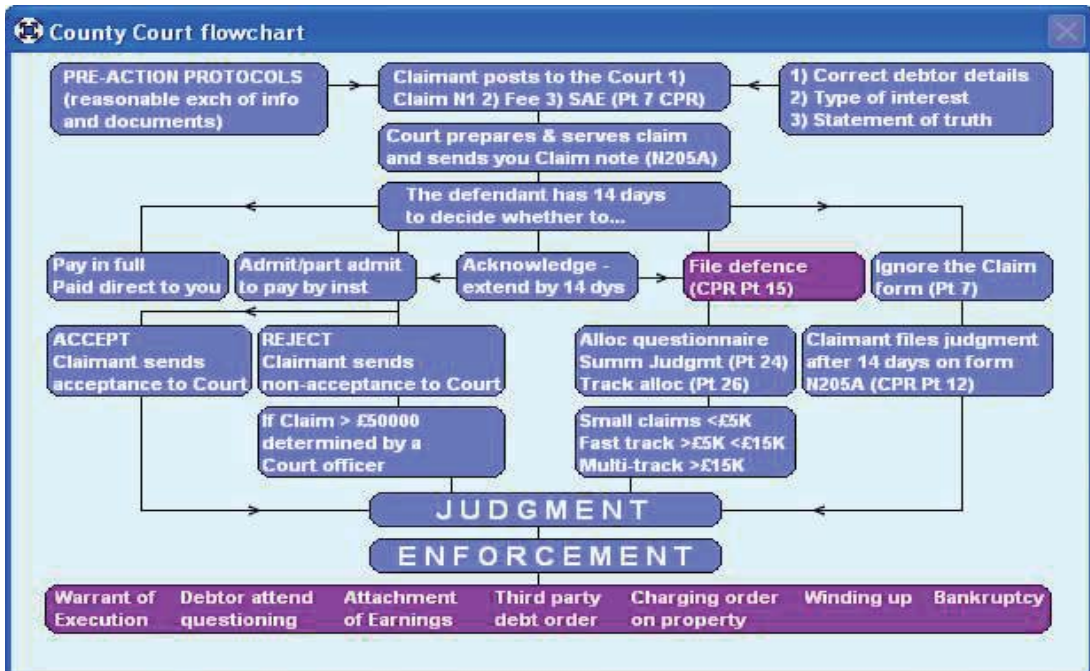 County Court flowchart
PRE-ACTION PROTOCOLS
(reasonable exch of info
and documents)
Claimant posts to the Court 1)
Claim N1 2) Fee 3) SAE (Pt 7 CPR)
1) Correct debtor details
2) Type of interest
3) Statement of truth
Court prepares & serves claim
and sends you Claim note (N205A)
The defendant has 14 days
to decide whether to...
Pay in full
Paid direct to you
Admit/part admit
to pay by inst
Acknowledge -
extend by 14 dys
File defence
(CPR Pt 15)
Ignore the Claim
form (Pt 7)
ACCEPT
Claimant sends
acceptance to Court
REJECT
Claimant sends
non-acceptance to Court
Alloc questionnaire
Summ Judgmt (Pt 24)
Track alloc (Pt 26)
Claimant files judgment
after 14 days on form
N205A (CPR Pt 12)
If Claim > £50000
determined by a
Court officer
Small claims <£5K
Fast track >£5K <£15K
Multi-track >£15K
JUDGMENT
ENFORCEMENT
Warrant of
Execution
Debtor attend
questioning
Attachment
of Earnings
Third party
debt order
Charging order
on property
Winding up
Bankruptcy